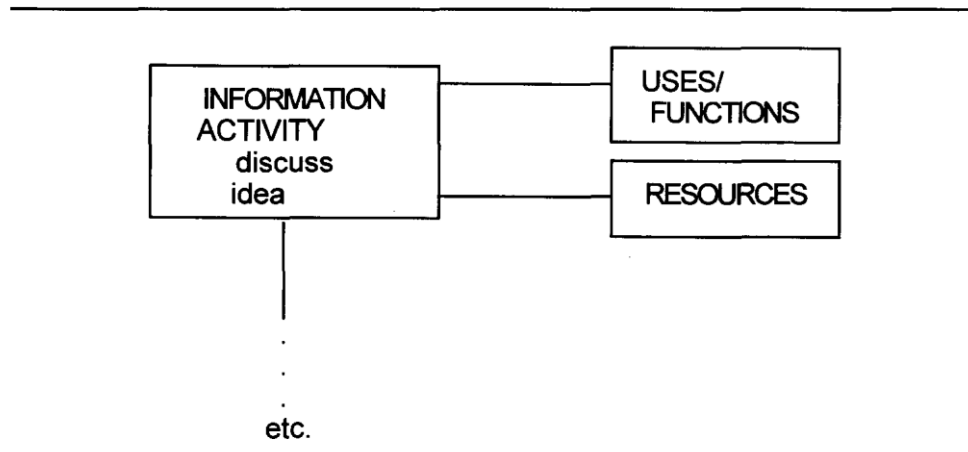 INFORMATION
ACTIVITY
discuss
idea
USES/
FUNCTIONS
RESOURCES
.
.
.
etc.